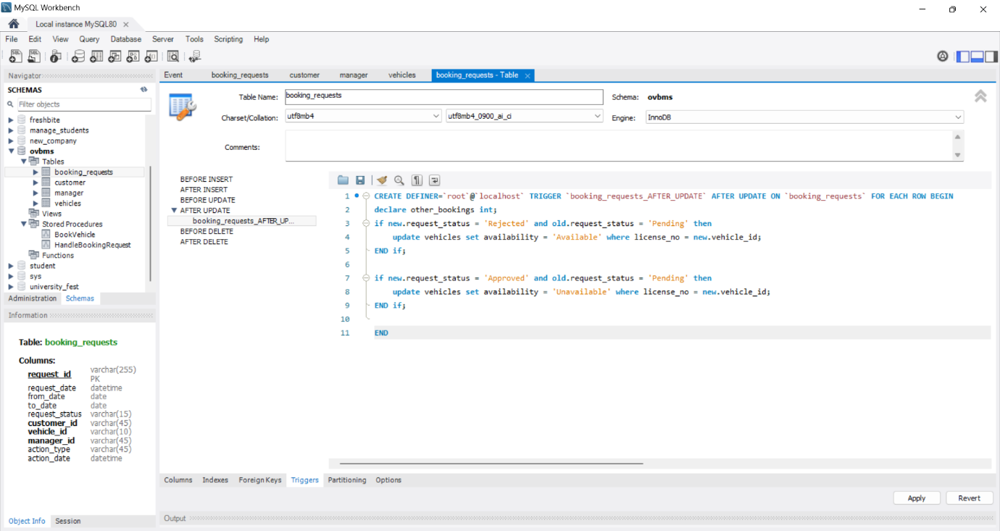 MySQL Workbench
Local instance MySQL80
File Edit View Query Database Server Tools Scripting Help
Navigator
SCHEMAS
Filter objects
freshbite
manage_students
new_company
ovbms
Tables
booking_requests
customer
manager
vehicles
Views
Stored Procedures
BookVehicle
HandleBookingRequest
Functions
student
sys
university_fest
Administration Schemas
Information
Table: booking_requests
Columns:
request_id varchar(255) PK
request_date datetime
from_date date
to_date date
request_status varchar(15)
customer_id varchar(45)
vehicle_id varchar(10)
manager_id varchar(45)
action_type varchar(45)
action_date datetime
Object Info Session
Event booking_requests customer manager vehicles booking_requests - Table
Table Name: booking_requests Schema: ovbms
Charset/Collation: utf8mb4 utf8mb4_0900_ai_ci Engine: InnoDB
Comments:
BEFORE INSERT
AFTER INSERT
BEFORE UPDATE
AFTER UPDATE
booking_requests_AFTER_UP...
BEFORE DELETE
AFTER DELETE
1 CREATE DEFINER=`root`@`localhost` TRIGGER `booking_requests_AFTER_UPDATE` AFTER UPDATE ON `booking_requests` FOR EACH ROW BEGIN
2 declare other_bookings int;
3 if new.request_status = 'Rejected' and old.request_status = 'Pending' then
4 update vehicles set availability = 'Available' where license_no = new.vehicle_id;
5 END if;
6
7 if new.request_status = 'Approved' and old.request_status = 'Pending' then
8 update vehicles set availability = 'Unavailable' where license_no = new.vehicle_id;
9 END if;
10
11 END
Columns Indexes Foreign Keys Triggers Partitioning Options
Apply Revert
Output